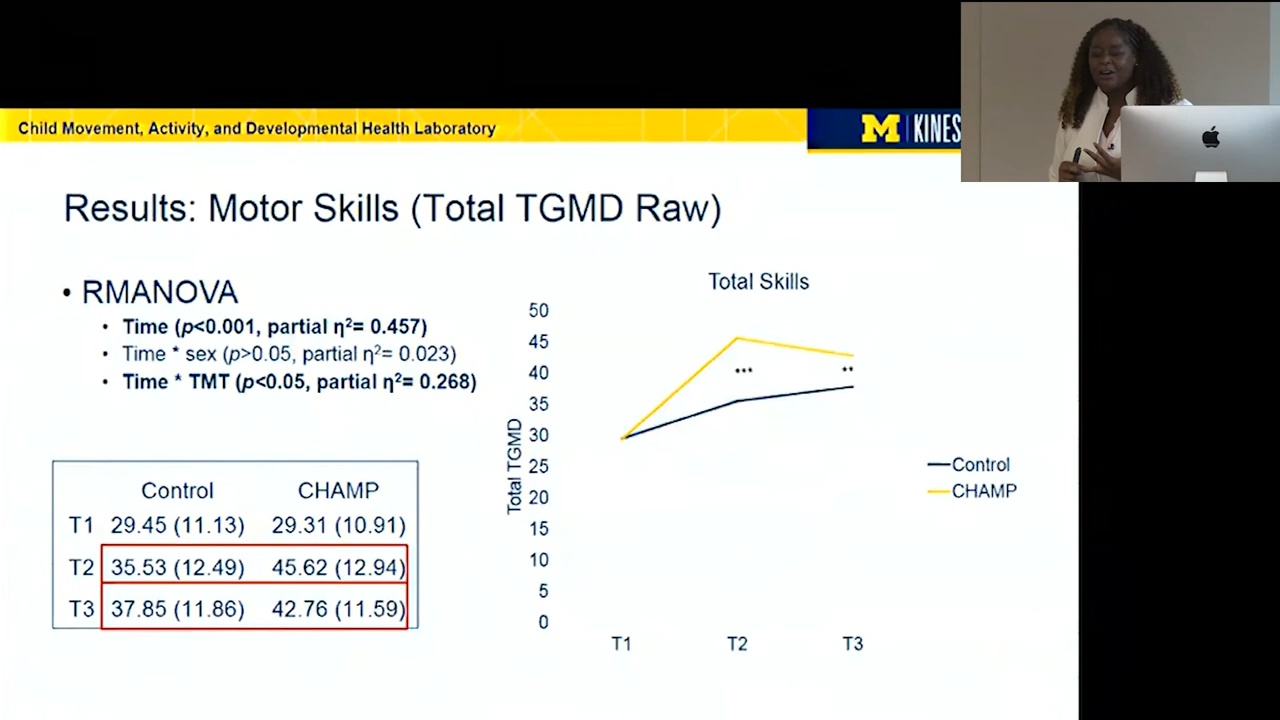 Child Movement, Activity, and Developmental Health Laboratory
M | KINES
Results: Motor Skills (Total TGMD Raw)
• RMANOVA
• Time (p<0.001, partial η²= 0.457)
• Time * sex (p>0.05, partial η²= 0.023)
• Time * TMT (p<0.05, partial η²= 0.268)
Control CHAMP
T1 29.45 (11.13) 29.31 (10.91)
T2 35.53 (12.49) 45.62 (12.94)
T3 37.85 (11.86) 42.76 (11.59)
Total Skills
Total TGMD
50
45
40
35
30
25
20
15
10
5
0
*** **
T1 T2 T3
Control
CHAMP